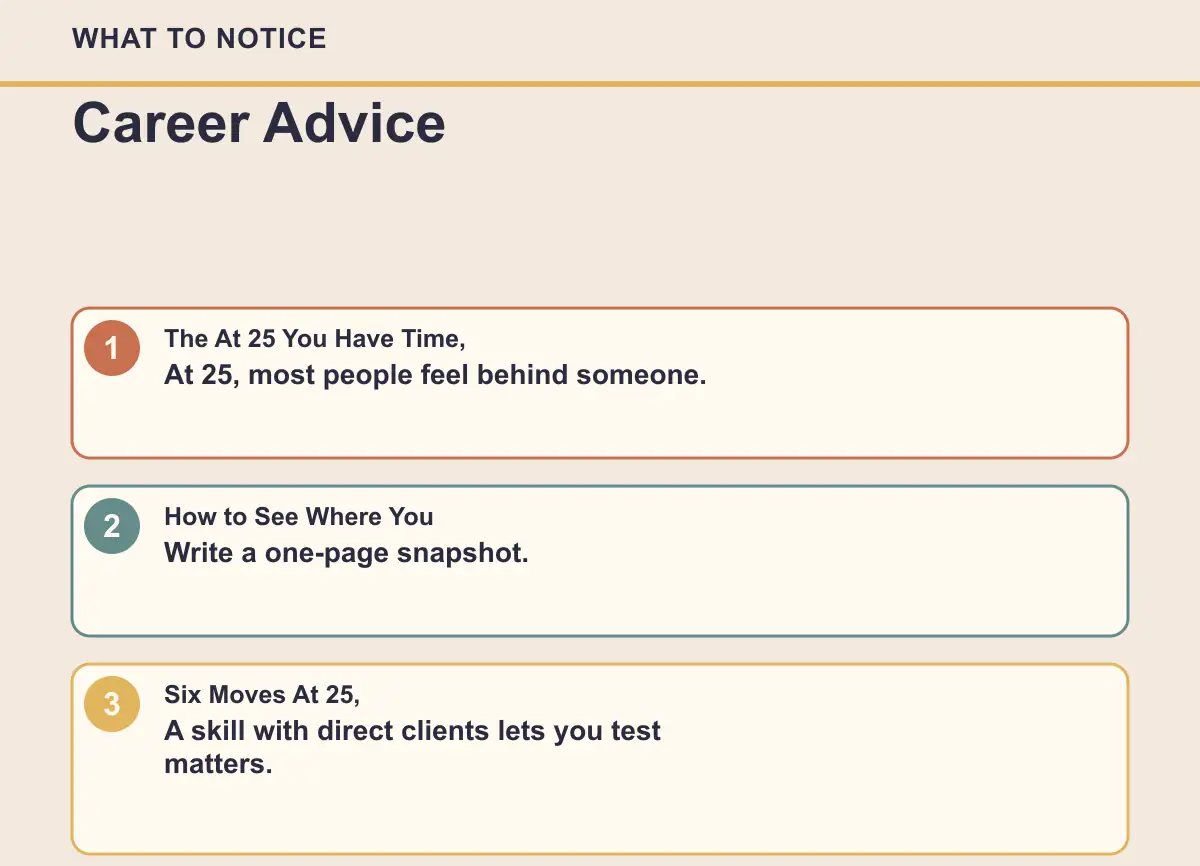 WHAT TO NOTICE
Career Advice
1
The At 25 You Have Time,
At 25, most people feel behind someone.
2
How to See Where You
Write a one-page snapshot.
3
Six Moves At 25,
A skill with direct clients lets you test
matters.